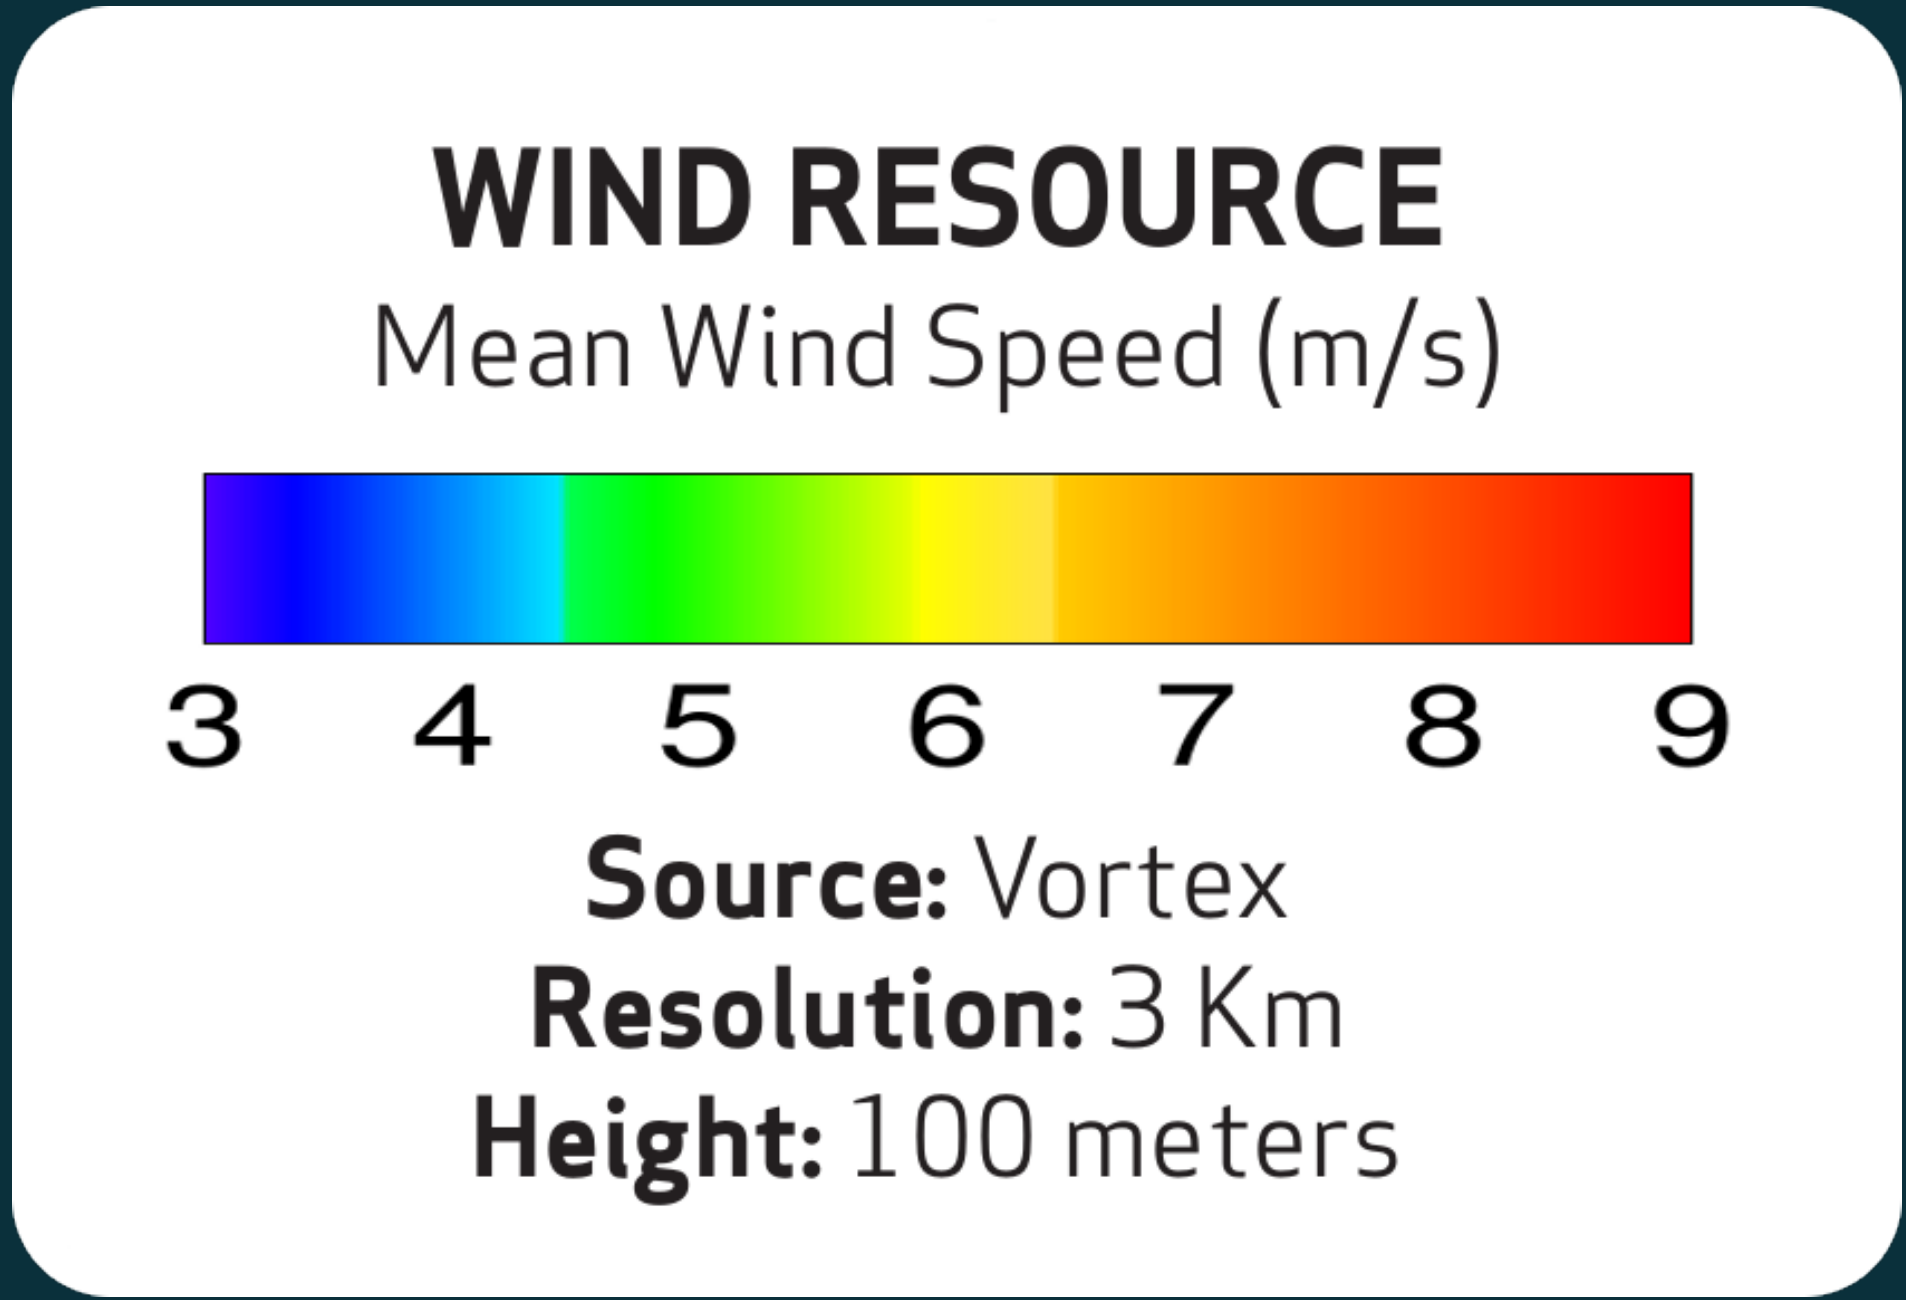 WIND RESOURCE
Mean Wind Speed (m/s)
3 4 5 6 7 8 9
Source: Vortex
Resolution: 3 Km
Height: 100 meters